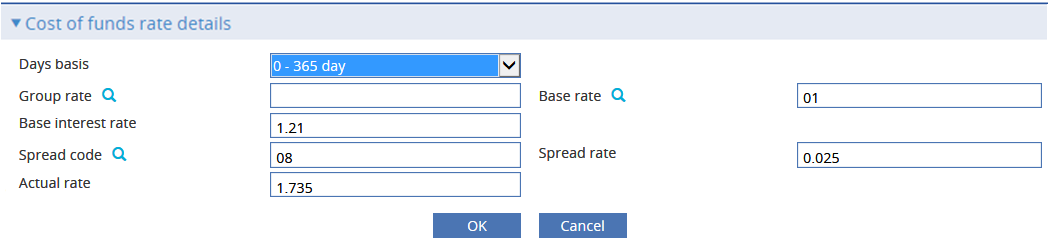 Cost of funds rate details
Days basis 0 - 365 day
Group rate Base rate 01
Base interest rate 1.21
Spread code 08 Spread rate 0.025
Actual rate 1.735
OK Cancel